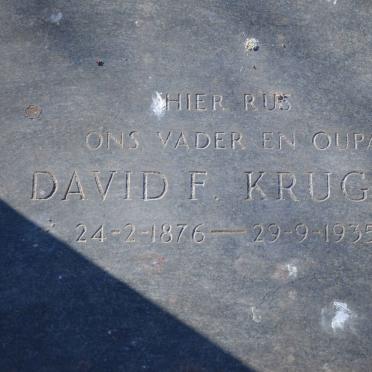 HIER RUS
ONS VADER EN OUPA
DAVID F. KRUG
24-2-1876 — 29-9-1935